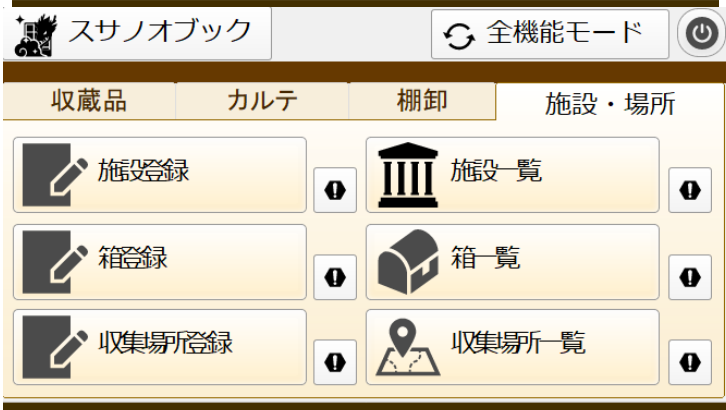 スサノオブック
全機能モード
収蔵品
カルテ
棚卸
施設・場所
施設登録
施設一覧
箱登録
箱一覧
収集場所登録
収集場所一覧